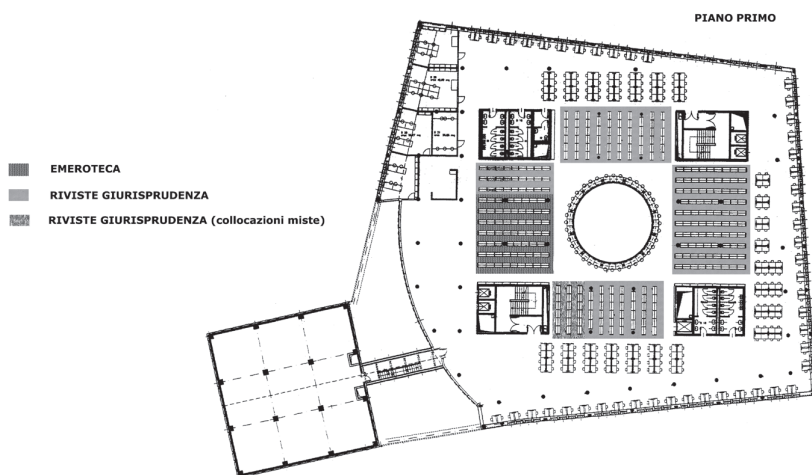 PIANO PRIMO
EMEROTECA
RIVISTE GIURISPRUDENZA
RIVISTE GIURISPRUDENZA (collocazioni miste)